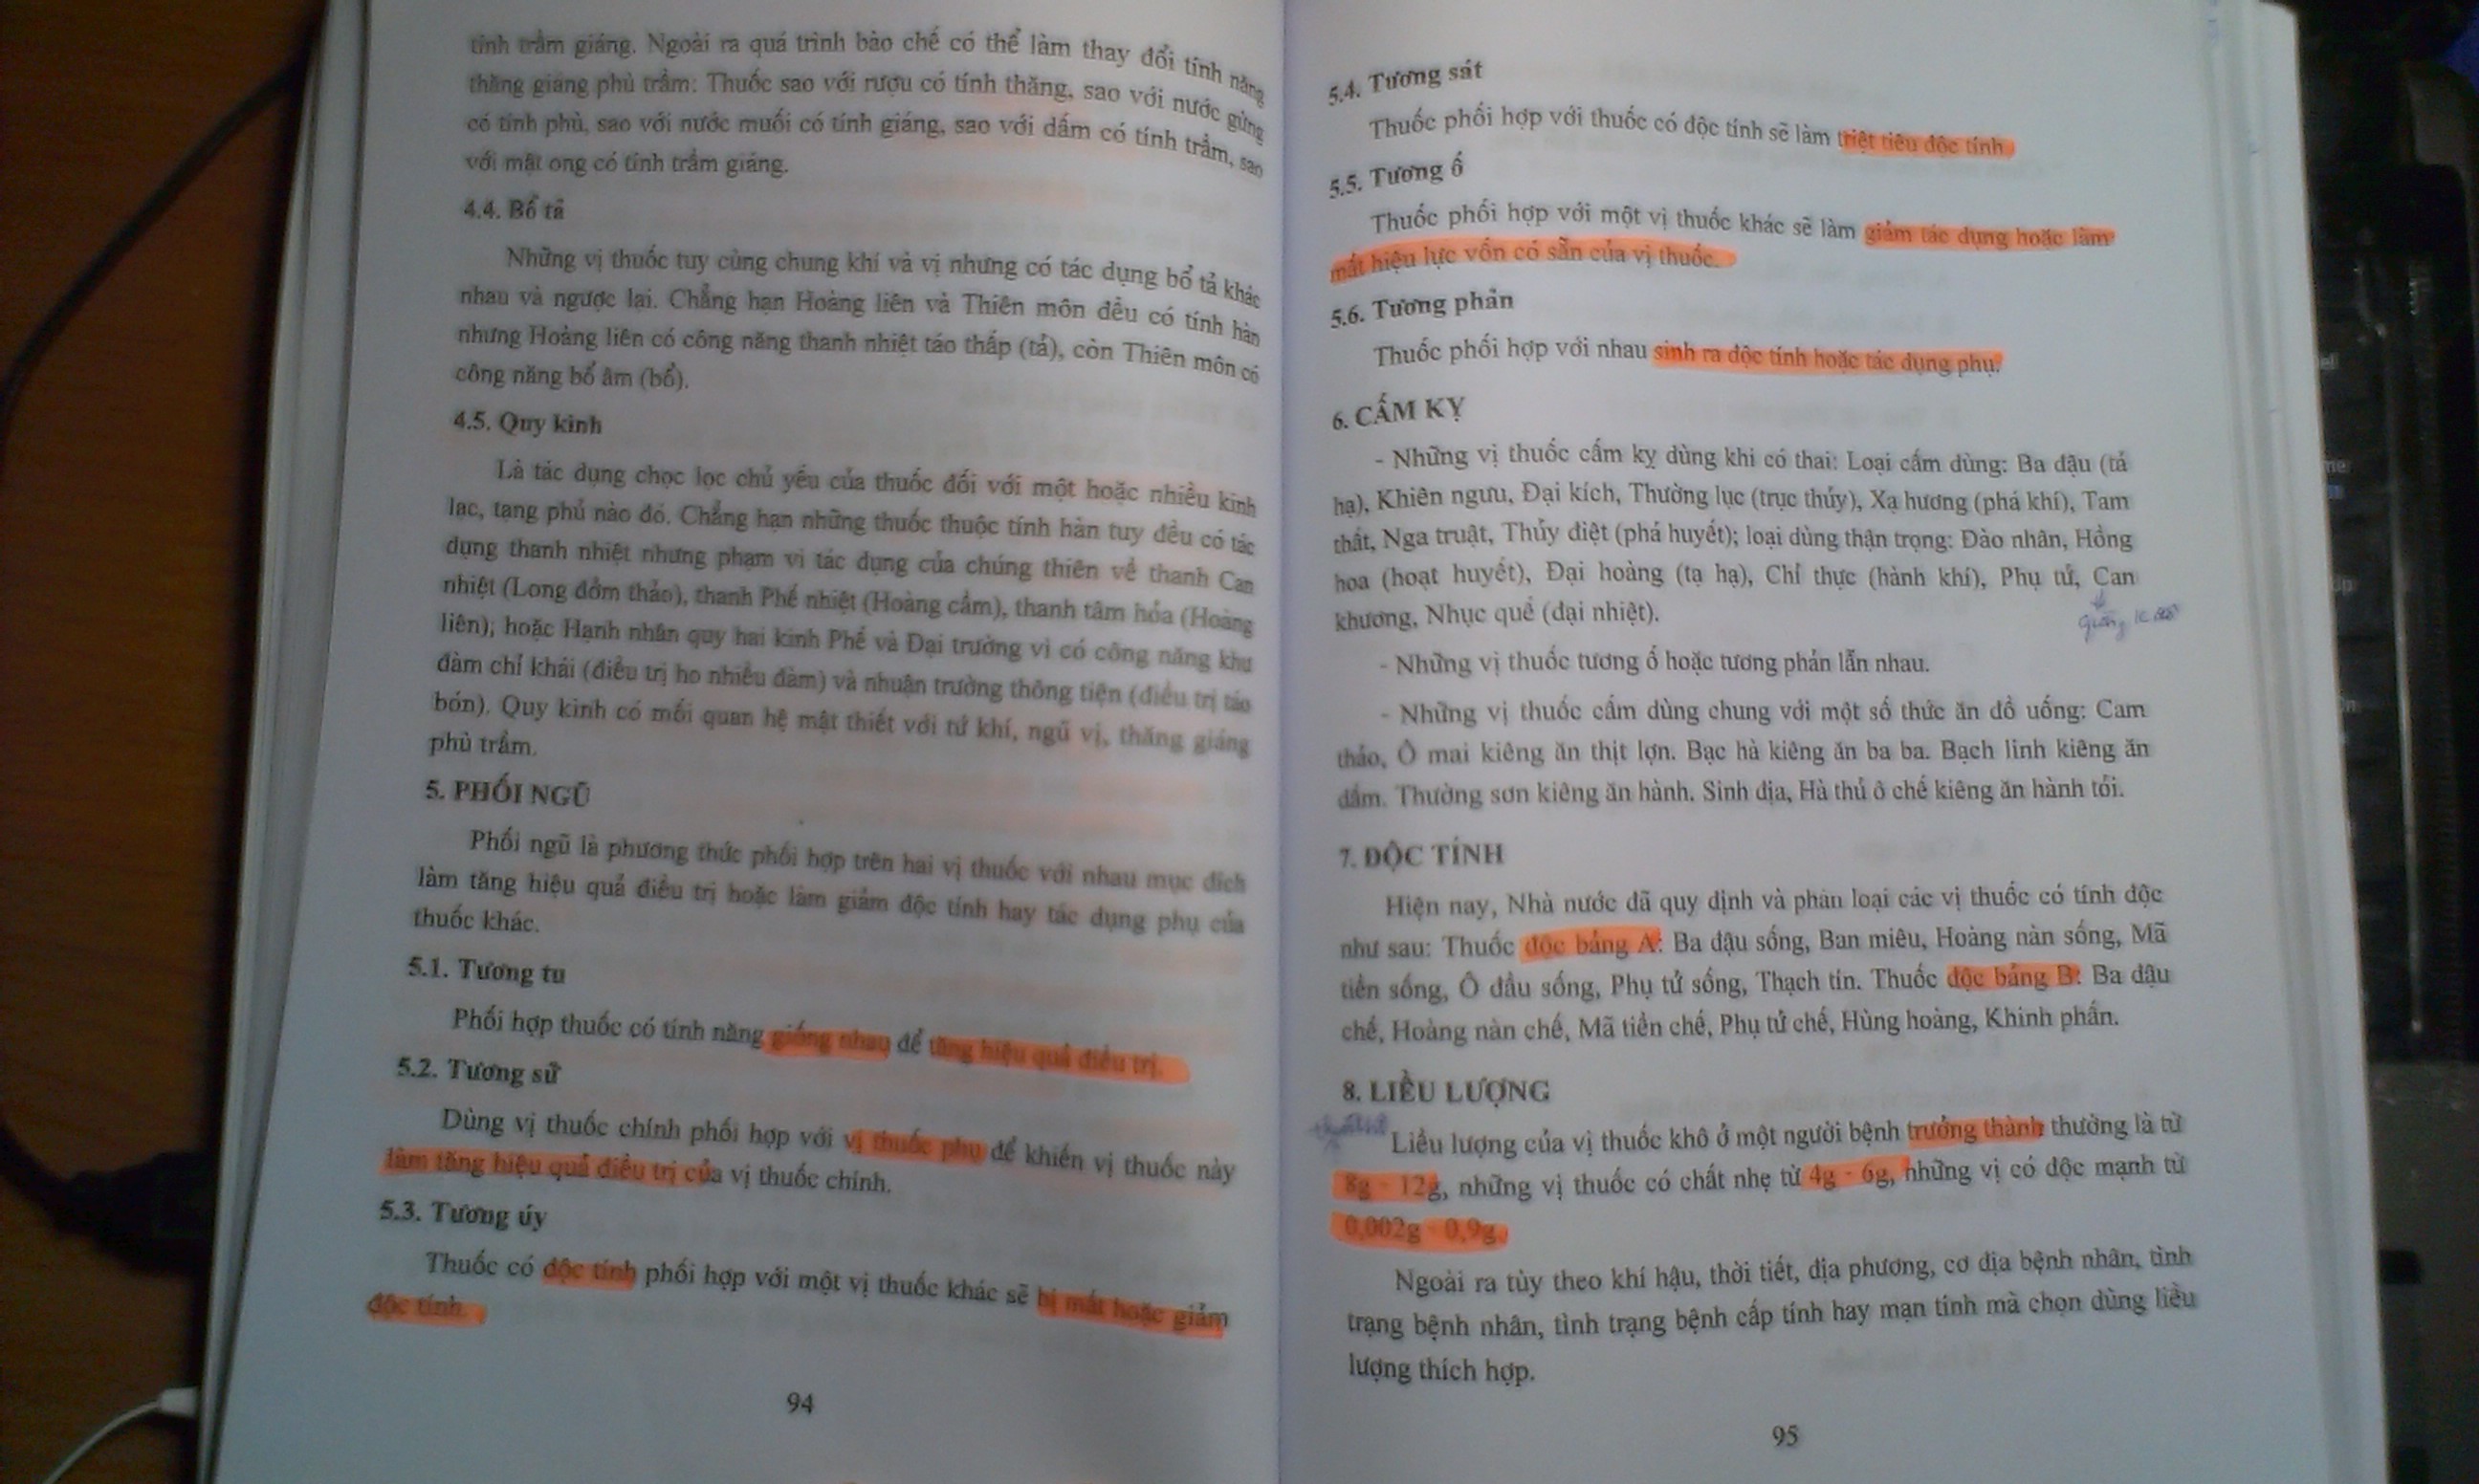 tính trầm giáng. Ngoài ra quá trình bào chế có thể làm thay đổi tính năng
thăng giáng phù trầm: Thuốc sao với rượu có tính thăng, sao với nước gừng
có tính phù, sao với nước muối có tính giáng, sao với dấm có tính trầm, sao
với mật ong có tính trầm giáng.
4.4. Bổ tả
Những vị thuốc tuy cùng chung khí và vị nhưng có tác dụng bổ tả khác
nhau và ngược lại. Chẳng hạn Hoàng liên và Thiên môn đều có tính hàn
nhưng Hoàng liên có công năng thanh nhiệt táo thấp (tả), còn Thiên môn có
công năng bổ âm (bổ).
4.5. Quy kinh
Là tác dụng chọc lọc chủ yếu của thuốc đối với một hoặc nhiều kinh
lạc, tạng phủ nào đó. Chẳng hạn những thuốc thuộc tính hàn tuy đều có tác
dụng thanh nhiệt nhưng phạm vi tác dụng của chúng thiên về thanh Can
nhiệt (Long đởm thảo), thanh Phế nhiệt (Hoàng cầm), thanh tâm hỏa (Hoàng
liên); hoặc Hạnh nhân quy hai kinh Phế và Đại trường vì có công năng khu
đàm chỉ khái (điều trị ho nhiều đàm) và nhuận trường thông tiện (điều trị táo
bón). Quy kinh có mối quan hệ mật thiết với tứ khí, ngũ vị, thăng giáng
phù trầm.
5. PHỐI NGŨ
Phối ngũ là phương thức phối hợp trên hai vị thuốc với nhau mục đích
làm tăng hiệu quả điều trị hoặc làm giảm độc tính hay tác dụng phụ của
thuốc khác.
5.1. Tương tu
Phối hợp thuốc có tính năng giống nhau để tăng hiệu quả điều trị.
5.2. Tương sử
Dùng vị thuốc chính phối hợp với vị thuốc phụ để khiến vị thuốc này
làm tăng hiệu quả điều trị của vị thuốc chính.
5.3. Tương úy
Thuốc có độc tính phối hợp với một vị thuốc khác sẽ bị mất hoặc giảm
độc tính.
94
5.4. Tương sát
Thuốc phối hợp với thuốc có độc tính sẽ làm triệt tiêu độc tính.
5.5. Tương ố
Thuốc phối hợp với một vị thuốc khác sẽ làm giảm tác dụng hoặc làm
mất hiệu lực vốn có sẵn của vị thuốc.
5.6. Tương phản
Thuốc phối hợp với nhau sinh ra độc tính hoặc tác dụng phụ.
6. CẤM KỴ
- Những vị thuốc cấm kỵ dùng khi có thai: Loại cấm dùng: Ba đậu (tả
hạ), Khiên ngưu, Đại kích, Thường lục (trục thủy), Xạ hương (phá khí), Tam
thất, Nga truật, Thủy điệt (phá huyết); loại dùng thận trọng: Đào nhân, Hồng
hoa (hoạt huyết), Đại hoàng (tạ hạ), Chỉ thực (hành khí), Phụ tử, Can
khương, Nhục quế (đại nhiệt).
- Những vị thuốc tương ố hoặc tương phản lẫn nhau.
- Những vị thuốc cấm dùng chung với một số thức ăn đồ uống: Cam
thảo, Ô mai kiêng ăn thịt lợn. Bạc hà kiêng ăn ba ba. Bạch linh kiêng ăn
dấm. Thường sơn kiêng ăn hành. Sinh địa, Hà thủ ô chế kiêng ăn hành tỏi.
7. ĐỘC TÍNH
Hiện nay, Nhà nước đã quy định và phân loại các vị thuốc có tính độc
như sau: Thuốc độc bảng A: Ba đậu sống, Ban miêu, Hoàng nàn sống, Mã
tiền sống, Ô đầu sống, Phụ tử sống, Thạch tín. Thuốc độc bảng B: Ba đậu
chế, Hoàng nàn chế, Mã tiền chế, Phụ tử chế, Hùng hoàng, Khinh phấn.
8. LIỀU LƯỢNG
Liều lượng của vị thuốc khô ở một người bệnh trưởng thành thường là từ
8g - 12g, những vị thuốc có chất nhẹ từ 4g - 6g, những vị có độc mạnh từ
0,002g - 0,9g.
Ngoài ra tùy theo khí hậu, thời tiết, địa phương, cơ địa bệnh nhân, tình
trạng bệnh nhân, tình trạng bệnh cấp tính hay mạn tính mà chọn dùng liều
lượng thích hợp.
95